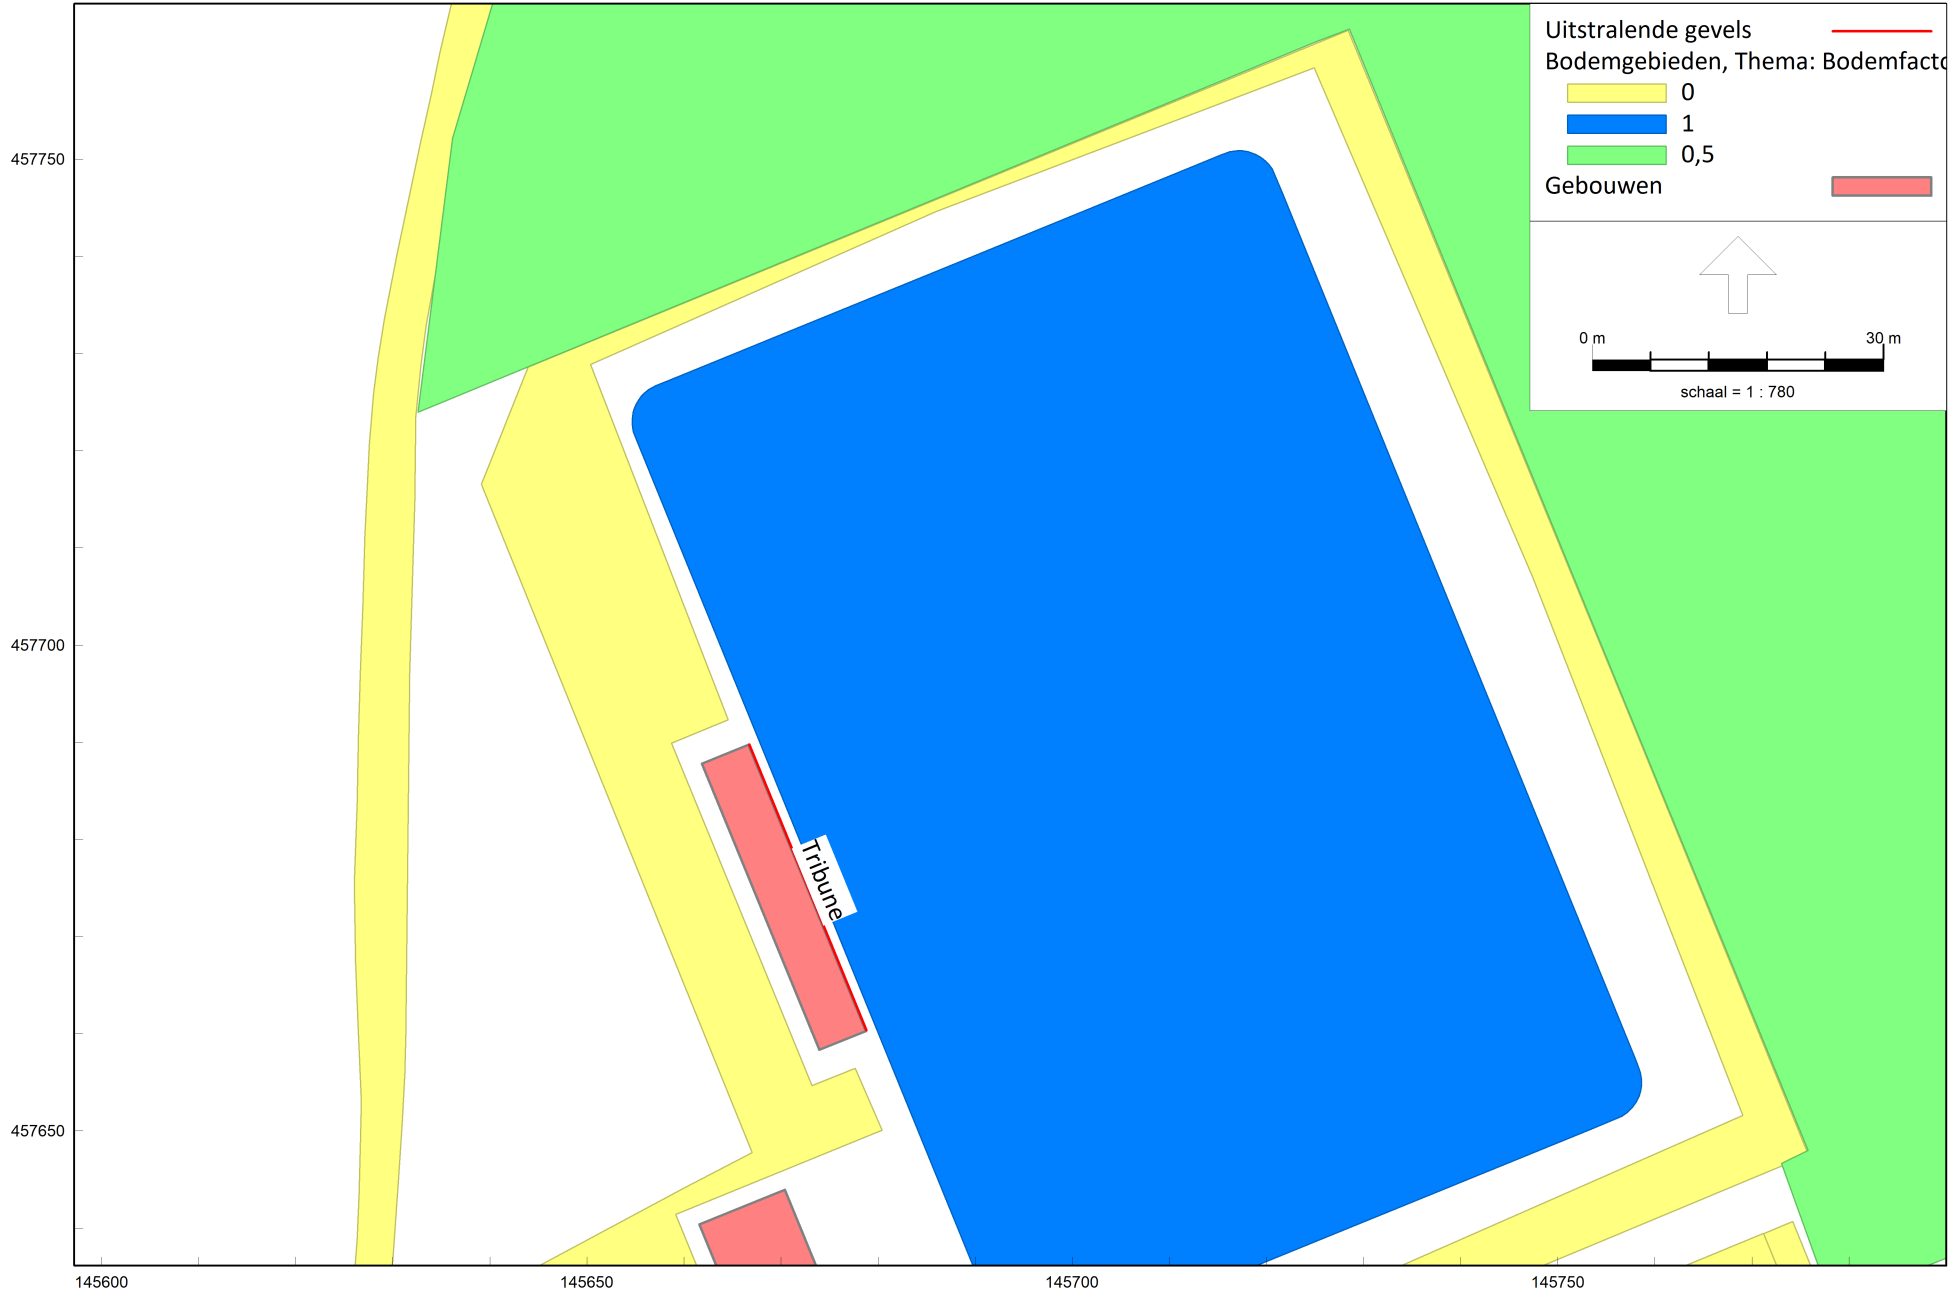 Uitstralende gevels
Bodemgebieden, Thema: Bodemfacto
0
1
0,5
Gebouwen
0 m 30 m
schaal = 1 : 780
457750
457700
457650
Tribune
145600 145650 145700 145750